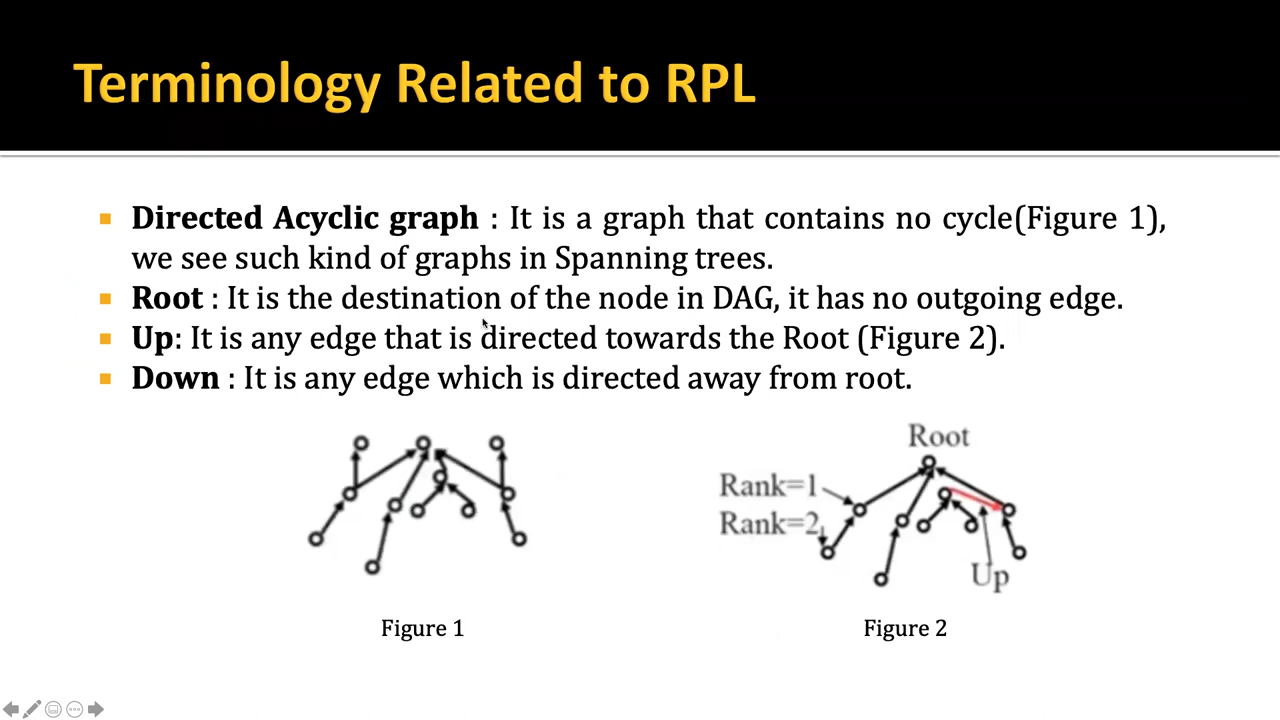 Terminology Related to RPL
Directed Acyclic graph : It is a graph that contains no cycle(Figure 1),
we see such kind of graphs in Spanning trees.
Root : It is the destination of the node in DAG, it has no outgoing edge.
Up: It is any edge that is directed towards the Root (Figure 2).
Down : It is any edge which is directed away from root.
Root
Rank=1
Rank=2
Up
Figure 1
Figure 2